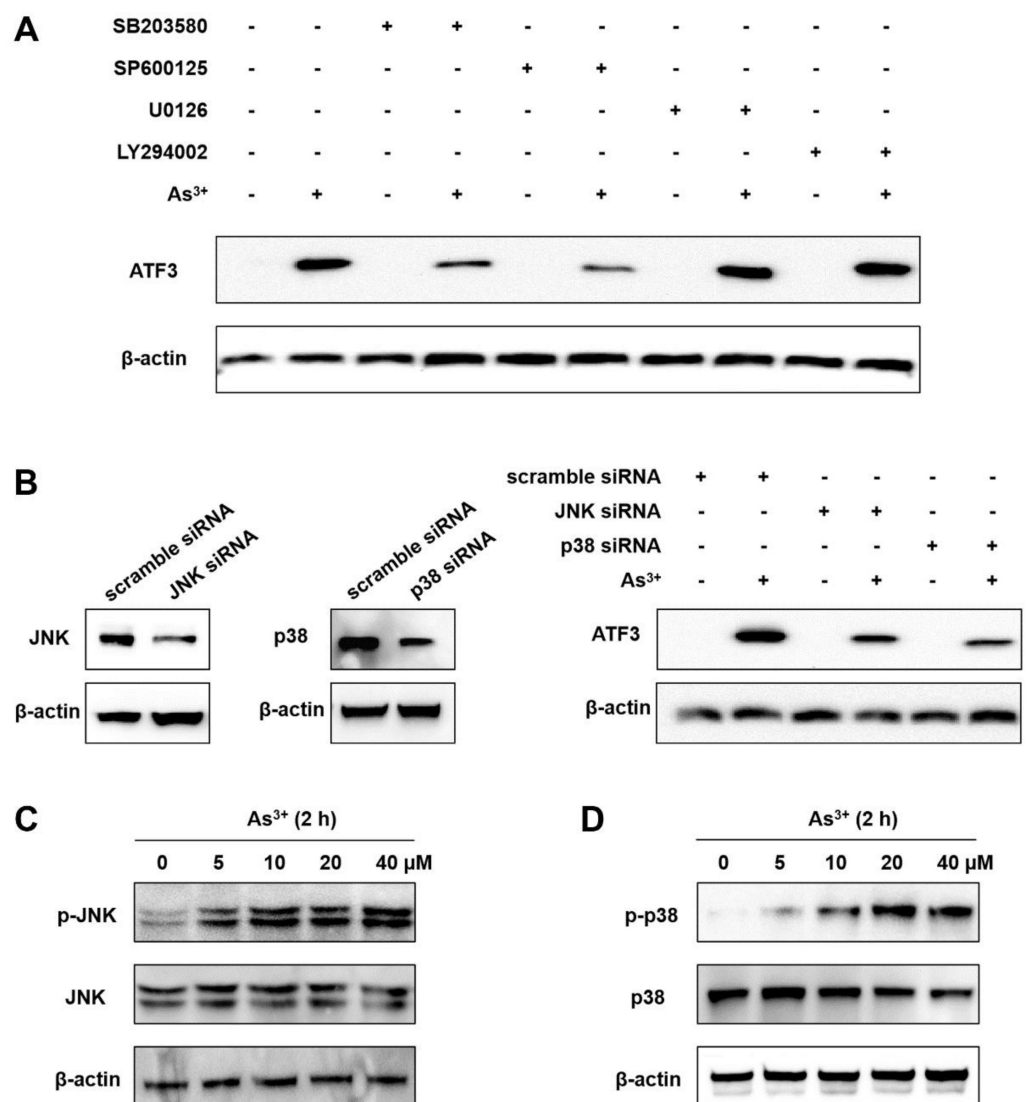 A
SB203580 - - + + - - - - - -
SP600125 - - - - + + - - - -
U0126 - - - - - - + + - -
LY294002 - - - - - - - - + +
As³⁺ - + - + - + - + - +
ATF3
β-actin
B
scramble siRNA JNK siRNA
JNK
β-actin
scramble siRNA p38 siRNA
p38
β-actin
scramble siRNA + + - - - -
JNK siRNA - - + + - -
p38 siRNA - - - - + +
As³⁺ - + - + - +
ATF3
β-actin
C
As³⁺ (2 h)
0 5 10 20 40 μM
p-JNK
JNK
β-actin
D
As³⁺ (2 h)
0 5 10 20 40 μM
p-p38
p38
β-actin